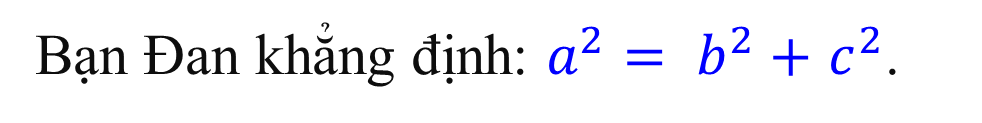 Bạn Đan khẳng định: a² = b² + c².